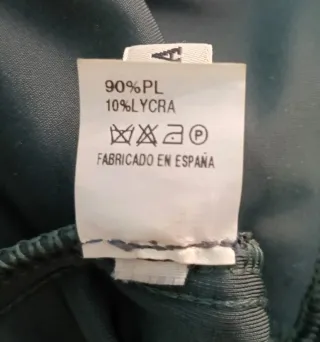 90%PL
10%LYCRA
P
FABRICADO EN ESPAÑA